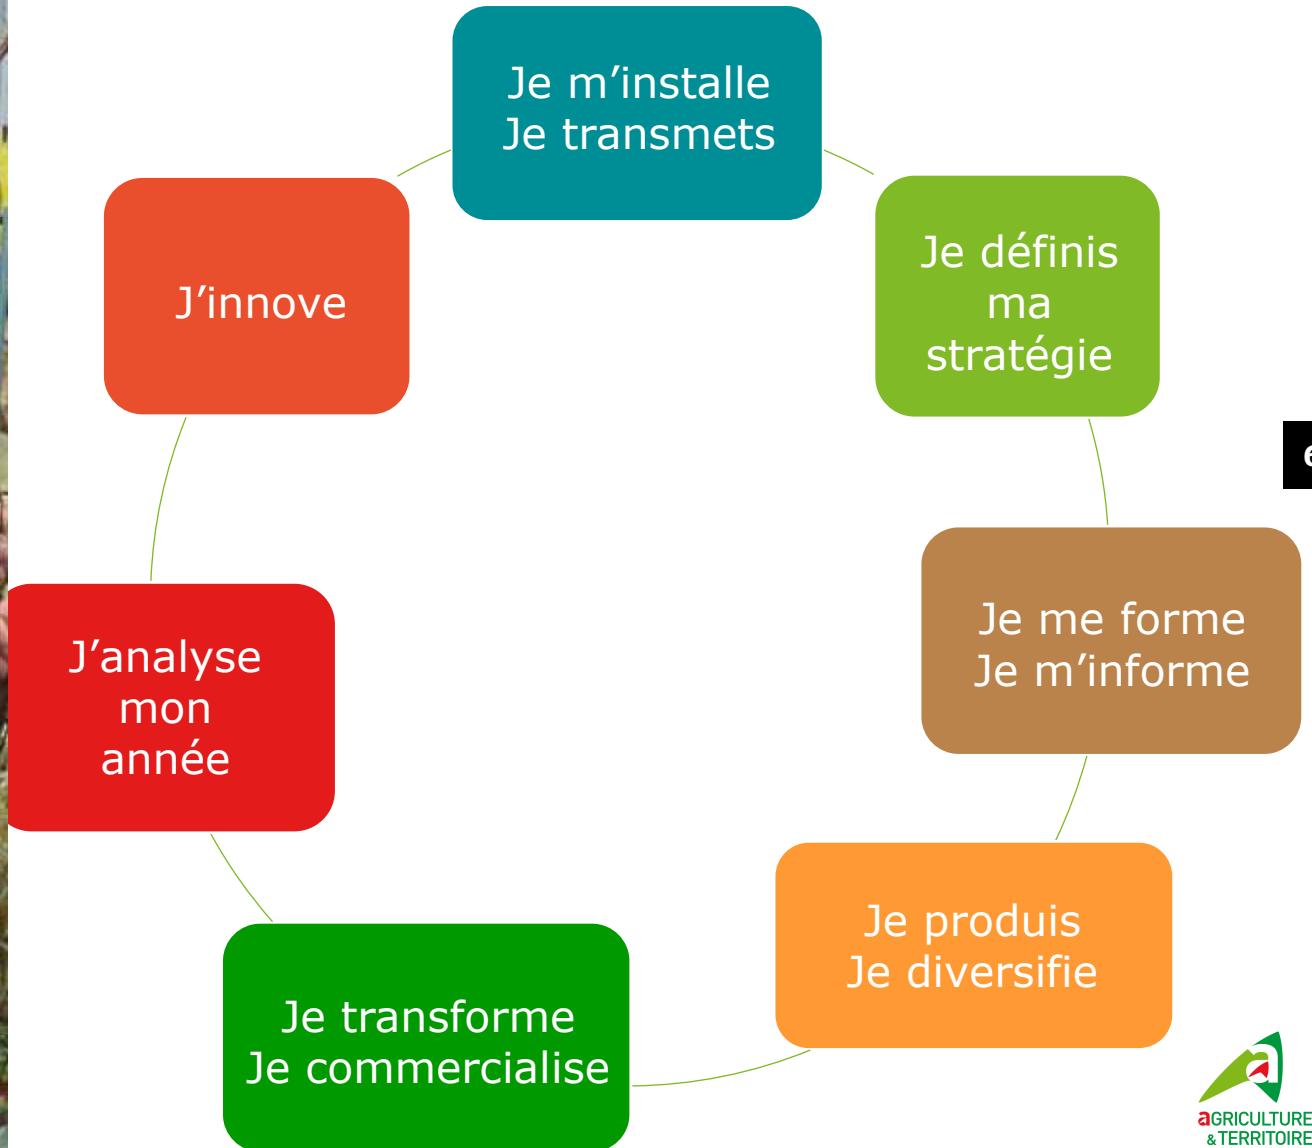 Je m’installe
Je transmets
Je définis
ma
stratégie
J’innove
6
Je me forme
Je m’informe
J’analyse
mon
année
Je produis
Je diversifie
Je transforme
Je commercialise
a
aGRICULTURE
&TERRITOIRE